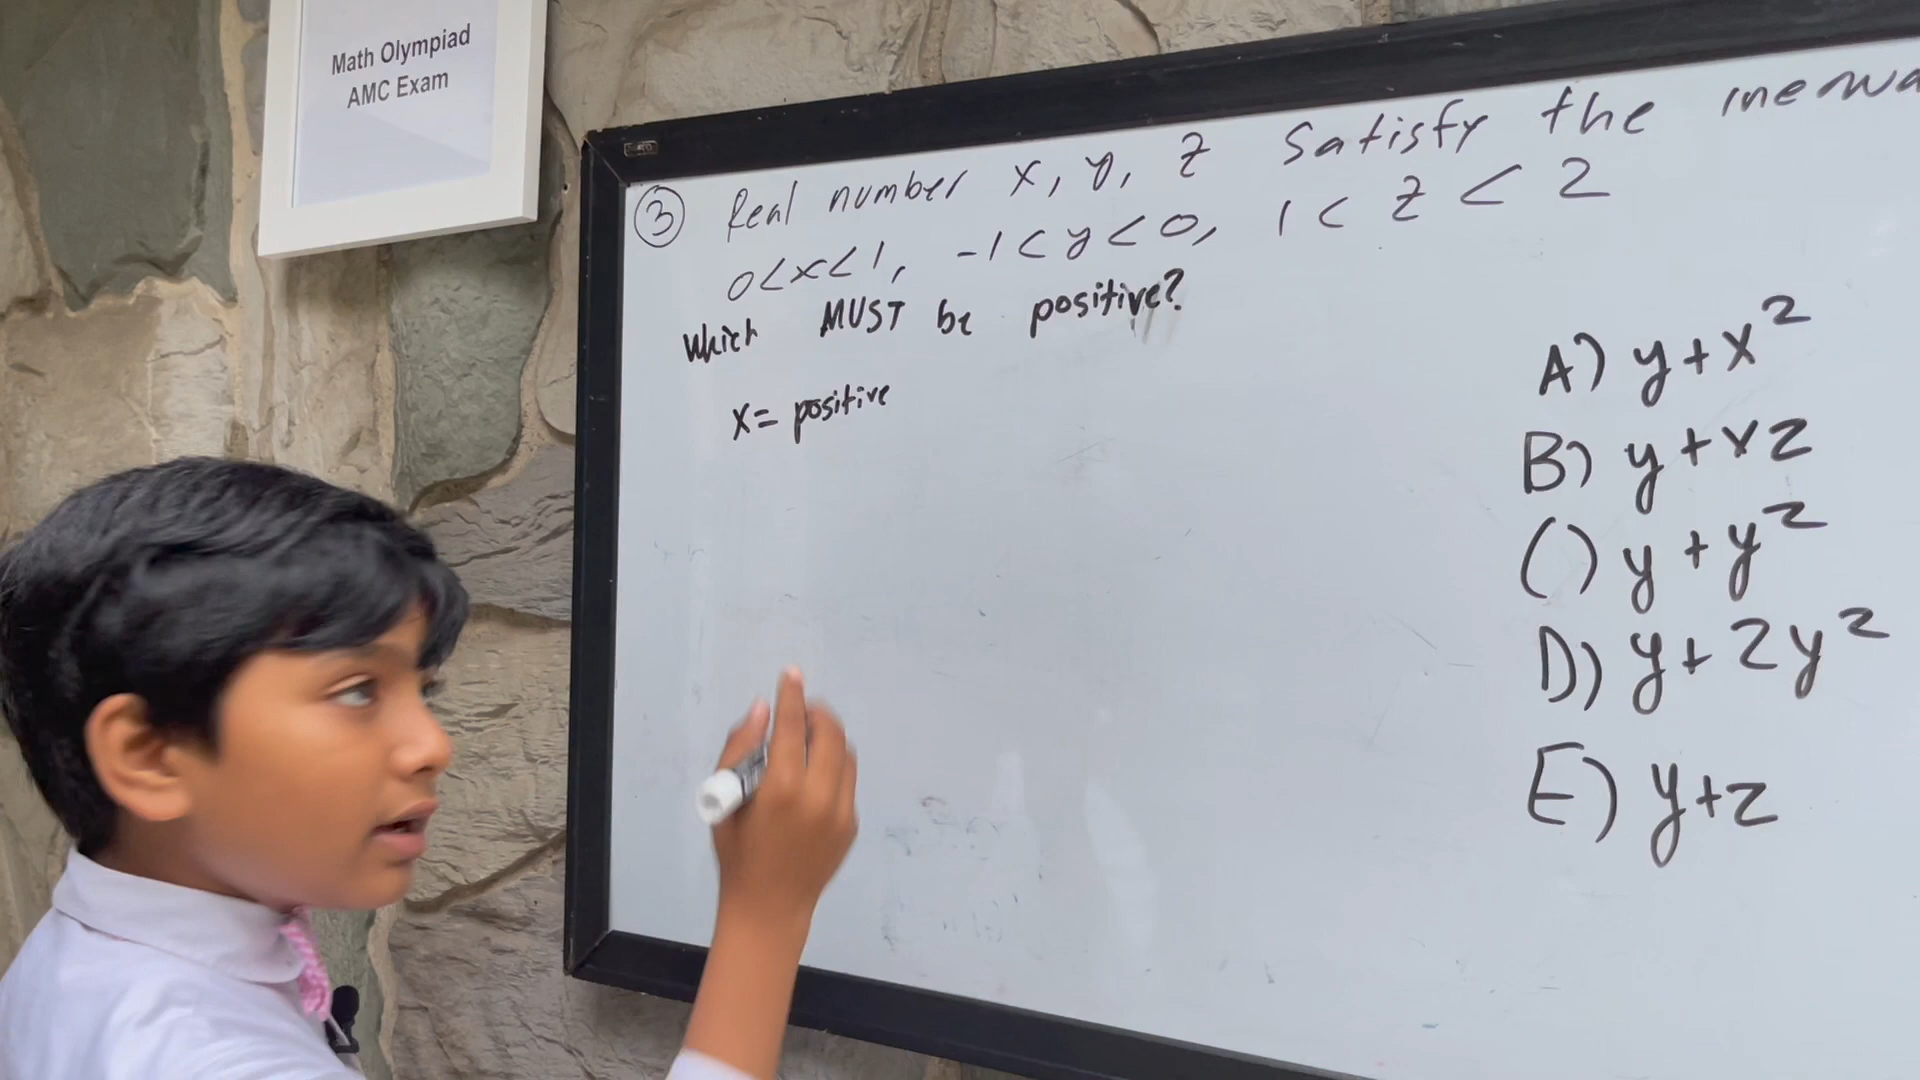 Math Olympiad
AMC Exam
③ Real number x, y, z Satisfy the
0<x<1, -1<y<0, 1<z<2
Which MUST be positive?
x= positive
A) y+x²
B) y+xz
C) y+y²
D) y+2y²
E) y+z